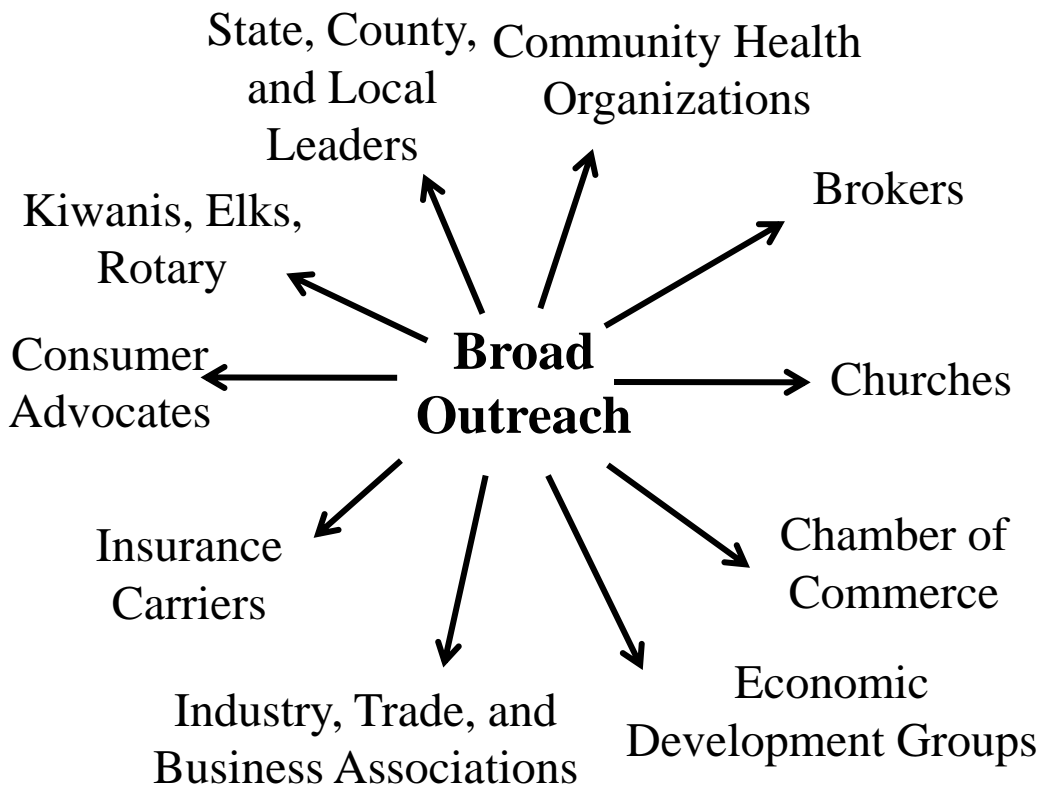 State, County,
and Local
Leaders
Community Health
Organizations
Brokers
Kiwanis, Elks,
Rotary
Broad
Outreach
Consumer
Advocates
Churches
Insurance
Carriers
Chamber of
Commerce
Industry, Trade, and
Business Associations
Economic
Development Groups